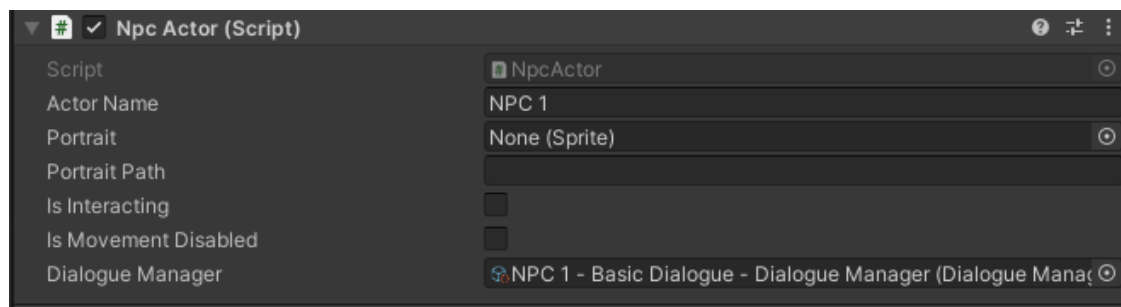 Npc Actor (Script)
Script NpcActor
Actor Name NPC 1
Portrait None (Sprite)
Portrait Path
Is Interacting
Is Movement Disabled
Dialogue Manager NPC 1 - Basic Dialogue - Dialogue Manager (Dialogue